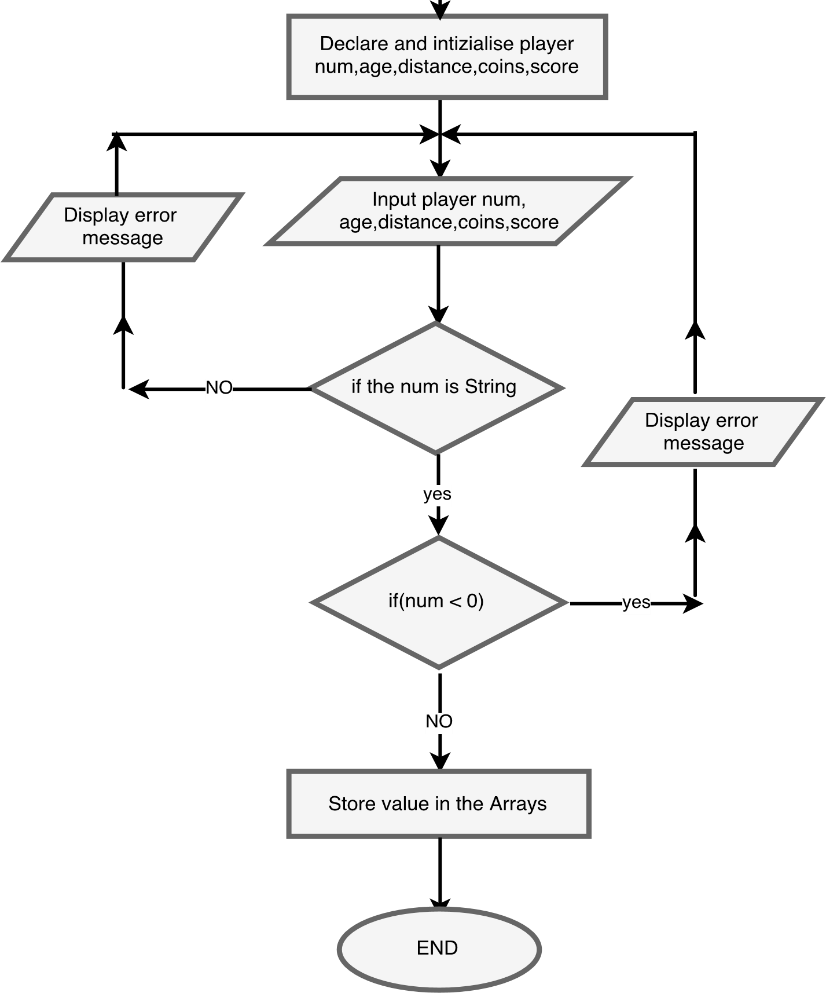 Declare and intizialise player
num,age,distance,coins,score
Display error
message
Input player num,
age,distance,coins,score
if the num is String
NO
Display error
message
yes
if(num < 0)
yes
NO
Store value in the Arrays
END